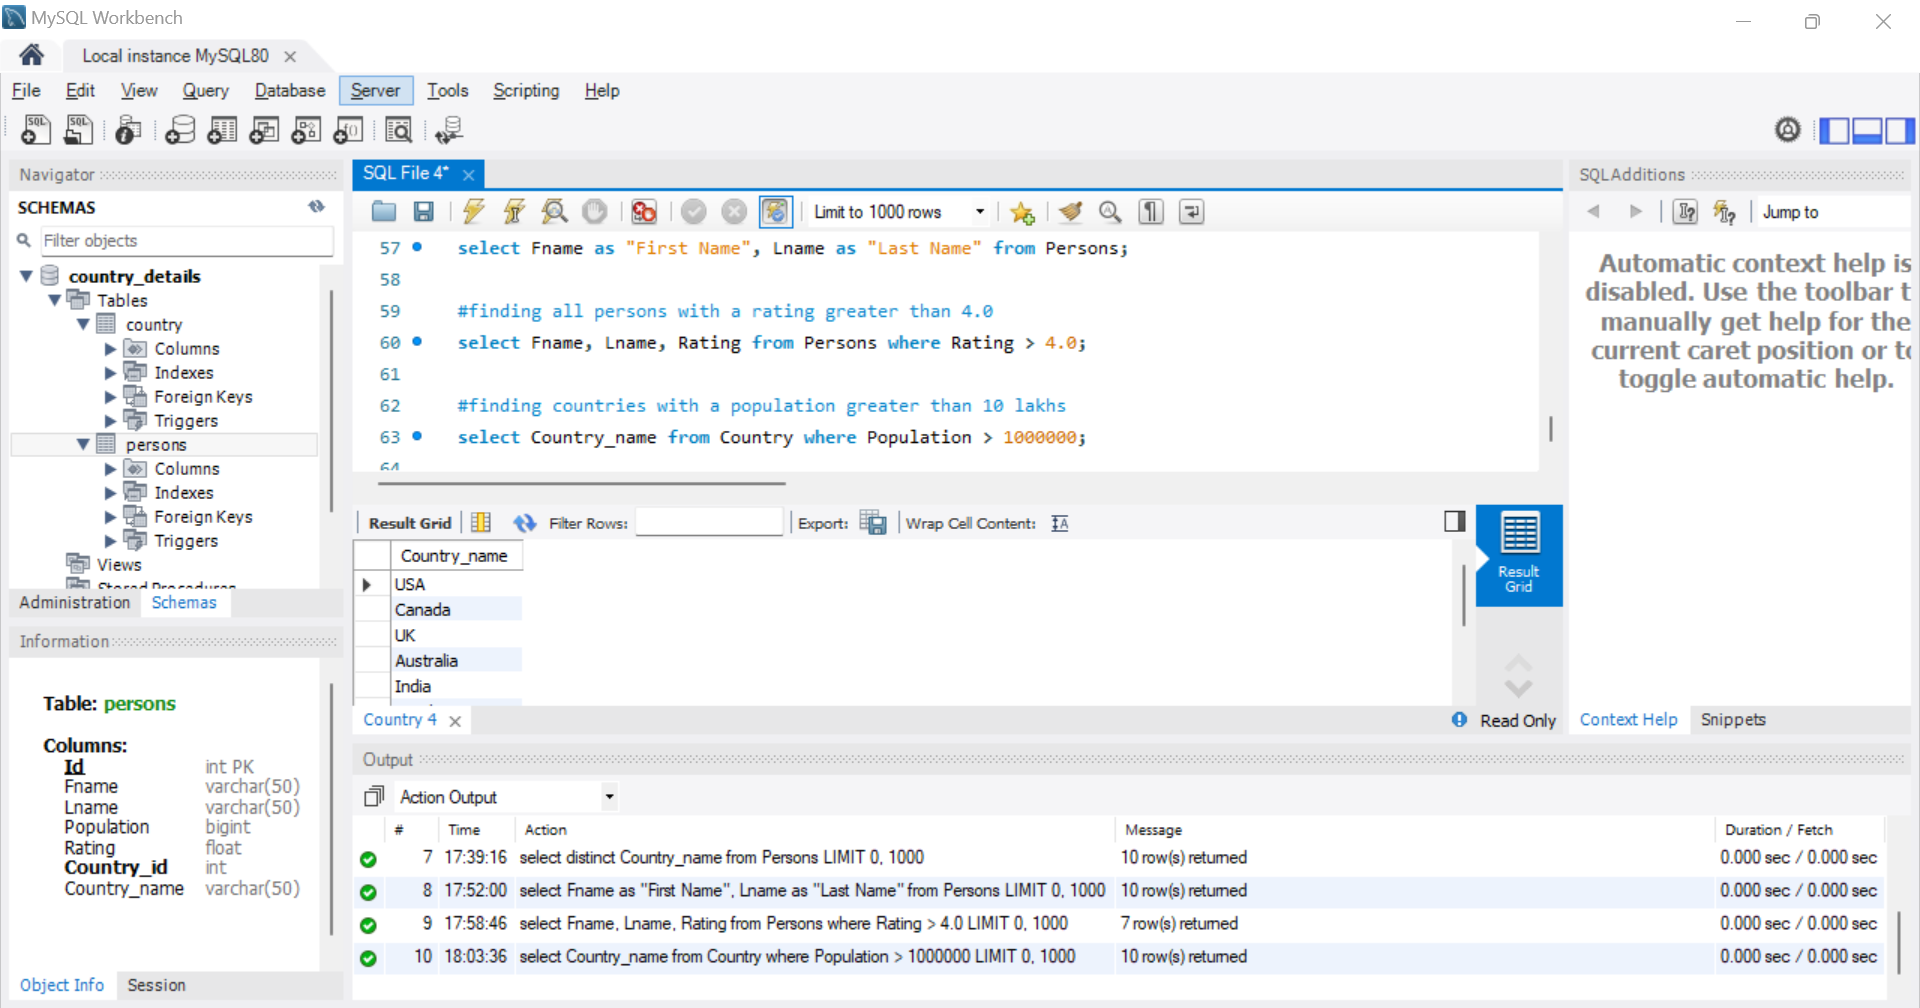 MySQL Workbench
Local instance MySQL80
File Edit View Query Database Server Tools Scripting Help
Navigator
SCHEMAS
Filter objects
country_details
Tables
country
Columns
Indexes
Foreign Keys
Triggers
persons
Columns
Indexes
Foreign Keys
Triggers
Views
Stored Procedures
Administration Schemas
Information
Table: persons
Columns:
Id int PK
Fname varchar(50)
Lname varchar(50)
Population bigint
Rating float
Country_id int
Country_name varchar(50)
Object Info Session
SQL File 4*
Limit to 1000 rows
57 select Fname as "First Name", Lname as "Last Name" from Persons;
58
59 #finding all persons with a rating greater than 4.0
60 select Fname, Lname, Rating from Persons where Rating > 4.0;
61
62 #finding countries with a population greater than 10 lakhs
63 select Country_name from Country where Population > 1000000;
64
Result Grid Filter Rows: Export: Wrap Cell Content:
Country_name
USA
Canada
UK
Australia
India
Result
Grid
Country 4 Read Only
SQLAdditions
Jump to
Automatic context help is
disabled. Use the toolbar t
manually get help for the
current caret position or to
toggle automatic help.
Context Help Snippets
Output
Action Output
# Time Action Message Duration / Fetch
7 17:39:16 select distinct Country_name from Persons LIMIT 0, 1000 10 row(s) returned 0.000 sec / 0.000 sec
8 17:52:00 select Fname as "First Name", Lname as "Last Name" from Persons LIMIT 0, 1000 10 row(s) returned 0.000 sec / 0.000 sec
9 17:58:46 select Fname, Lname, Rating from Persons where Rating > 4.0 LIMIT 0, 1000 7 row(s) returned 0.000 sec / 0.000 sec
10 18:03:36 select Country_name from Country where Population > 1000000 LIMIT 0, 1000 10 row(s) returned 0.000 sec / 0.000 sec